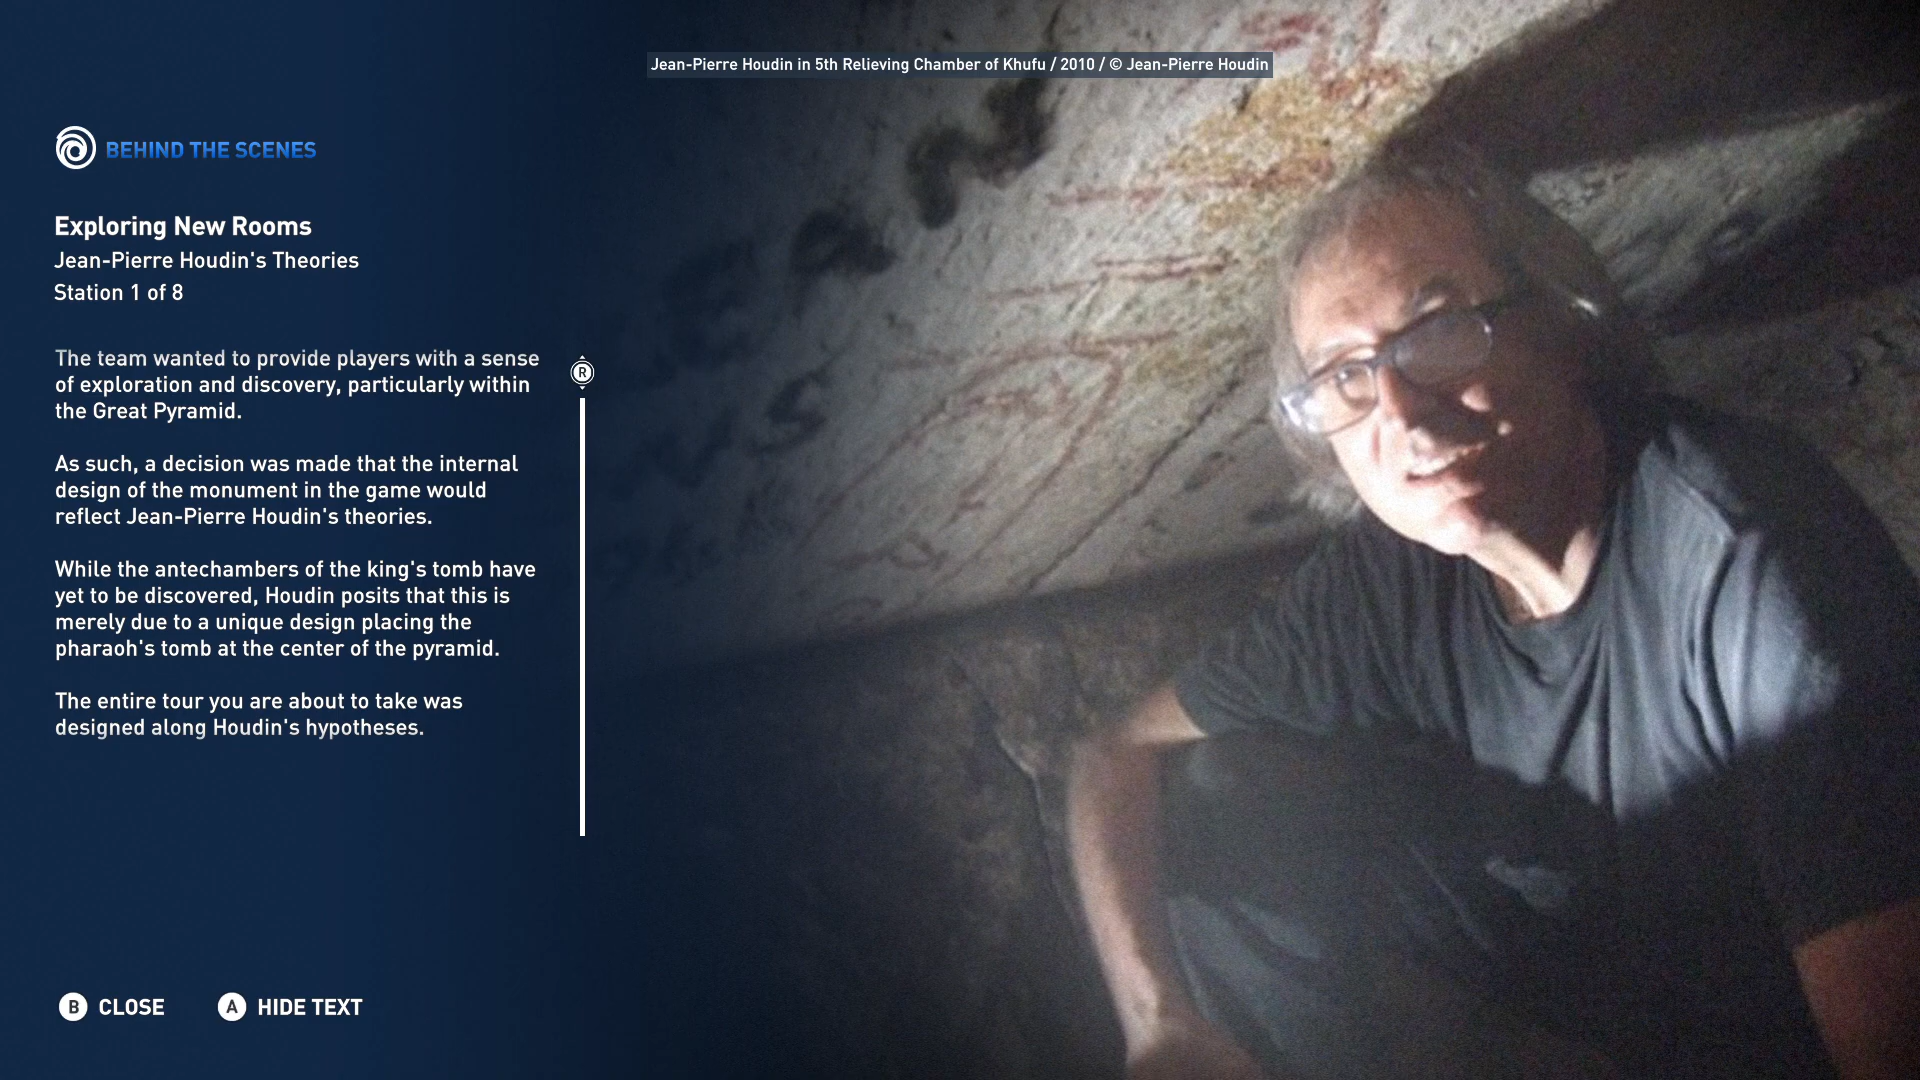 Jean-Pierre Houdin in 5th Relieving Chamber of Khufu / 2010 / © Jean-Pierre Houdin
BEHIND THE SCENES
Exploring New Rooms
Jean-Pierre Houdin's Theories
Station 1 of 8
The team wanted to provide players with a sense
of exploration and discovery, particularly within
the Great Pyramid.
As such, a decision was made that the internal
design of the monument in the game would
reflect Jean-Pierre Houdin's theories.
While the antechambers of the king's tomb have
yet to be discovered, Houdin posits that this is
merely due to a unique design placing the
pharaoh's tomb at the center of the pyramid.
The entire tour you are about to take was
designed along Houdin's hypotheses.
R
B CLOSE A HIDE TEXT